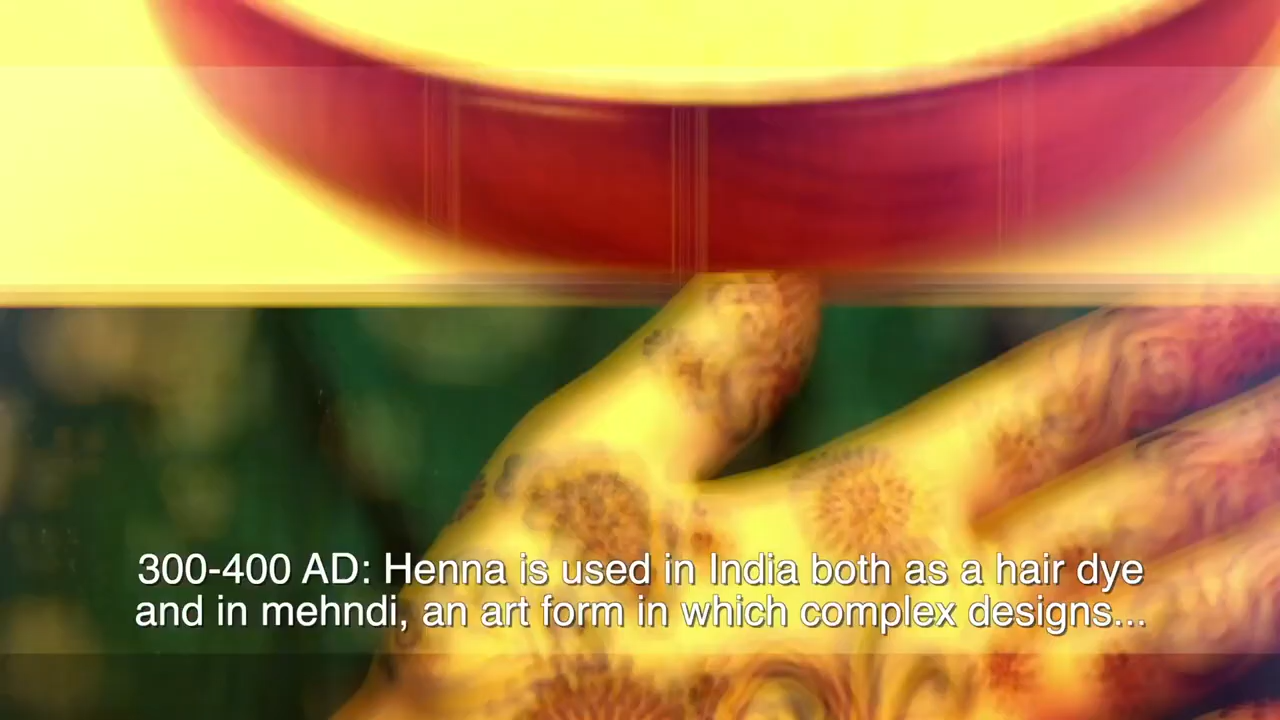 300-400 AD: Henna is used in India both as a hair dye
and in mehndi, an art form in which complex designs...